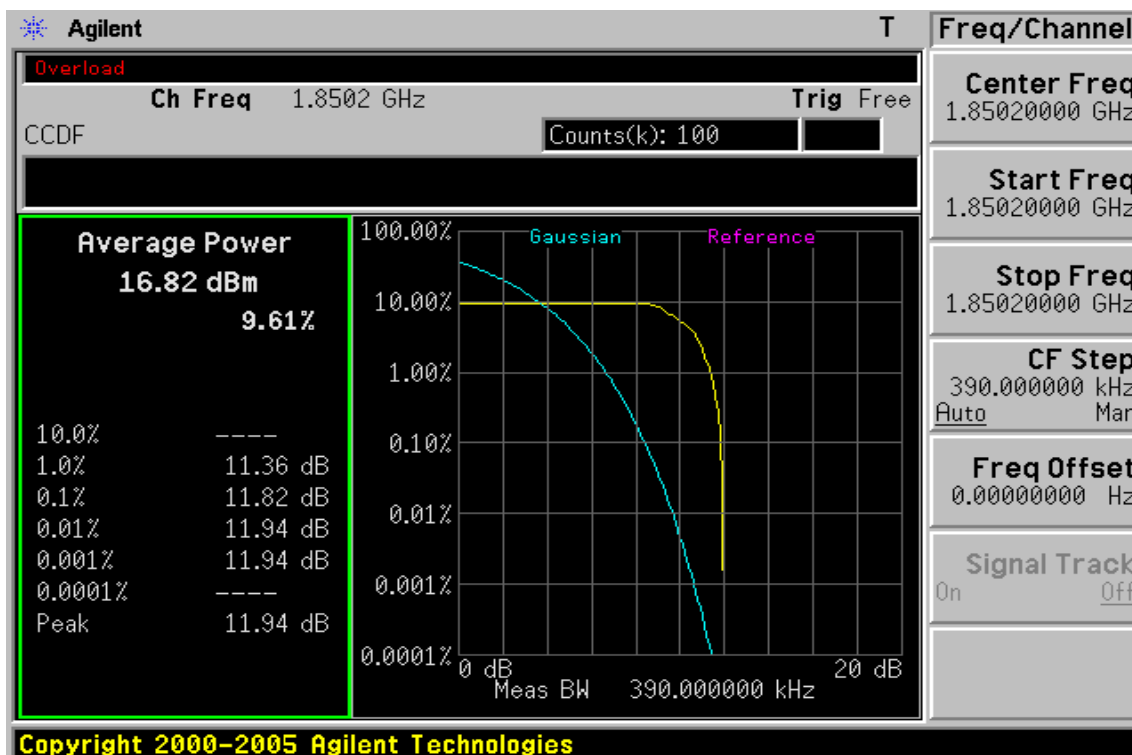 Agilent T Freq/Channel
Overload
Ch Freq 1.8502 GHz Trig Free
CCDF Counts(k): 100
Average Power
16.82 dBm
9.61%
10.0% ----
1.0% 11.36 dB
0.1% 11.82 dB
0.01% 11.94 dB
0.001% 11.94 dB
0.0001% ----
Peak 11.94 dB
Gaussian Reference
100.00%
10.00%
1.00%
0.10%
0.01%
0.001%
0.0001%
0 dB 20 dB
Meas BW 390.000000 kHz
Center Freq
1.85020000 GHz
Start Freq
1.85020000 GHz
Stop Freq
1.85020000 GHz
CF Step
390.000000 kHz
Auto Man
Freq Offset
0.00000000 Hz
Signal Track
On Off
Copyright 2000-2005 Agilent Technologies